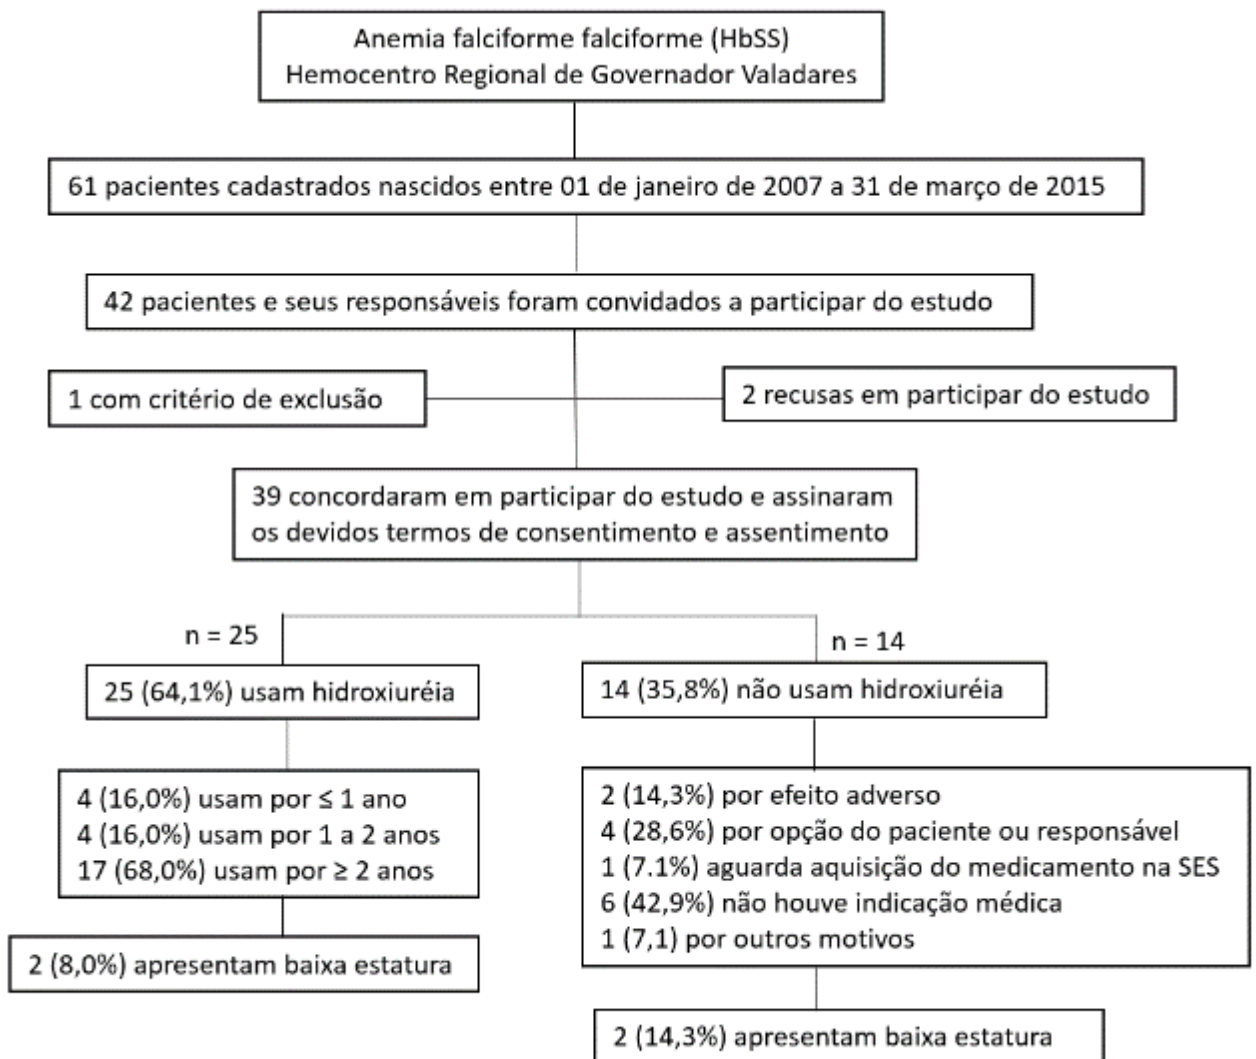 Anemia falciforme falciforme (HbSS)
Hemocentro Regional de Governador Valadares
61 pacientes cadastrados nascidos entre 01 de janeiro de 2007 a 31 de março de 2015
42 pacientes e seus responsáveis foram convidados a participar do estudo
1 com critério de exclusão
2 recusas em participar do estudo
39 concordaram em participar do estudo e assinaram
os devidos termos de consentimento e assentimento
n = 25
25 (64,1%) usam hidroxiuréia
4 (16,0%) usam por ≤ 1 ano
4 (16,0%) usam por 1 a 2 anos
17 (68,0%) usam por ≥ 2 anos
2 (8,0%) apresentam baixa estatura
n = 14
14 (35,8%) não usam hidroxiuréia
2 (14,3%) por efeito adverso
4 (28,6%) por opção do paciente ou responsável
1 (7.1%) aguarda aquisição do medicamento na SES
6 (42,9%) não houve indicação médica
1 (7,1) por outros motivos
2 (14,3%) apresentam baixa estatura